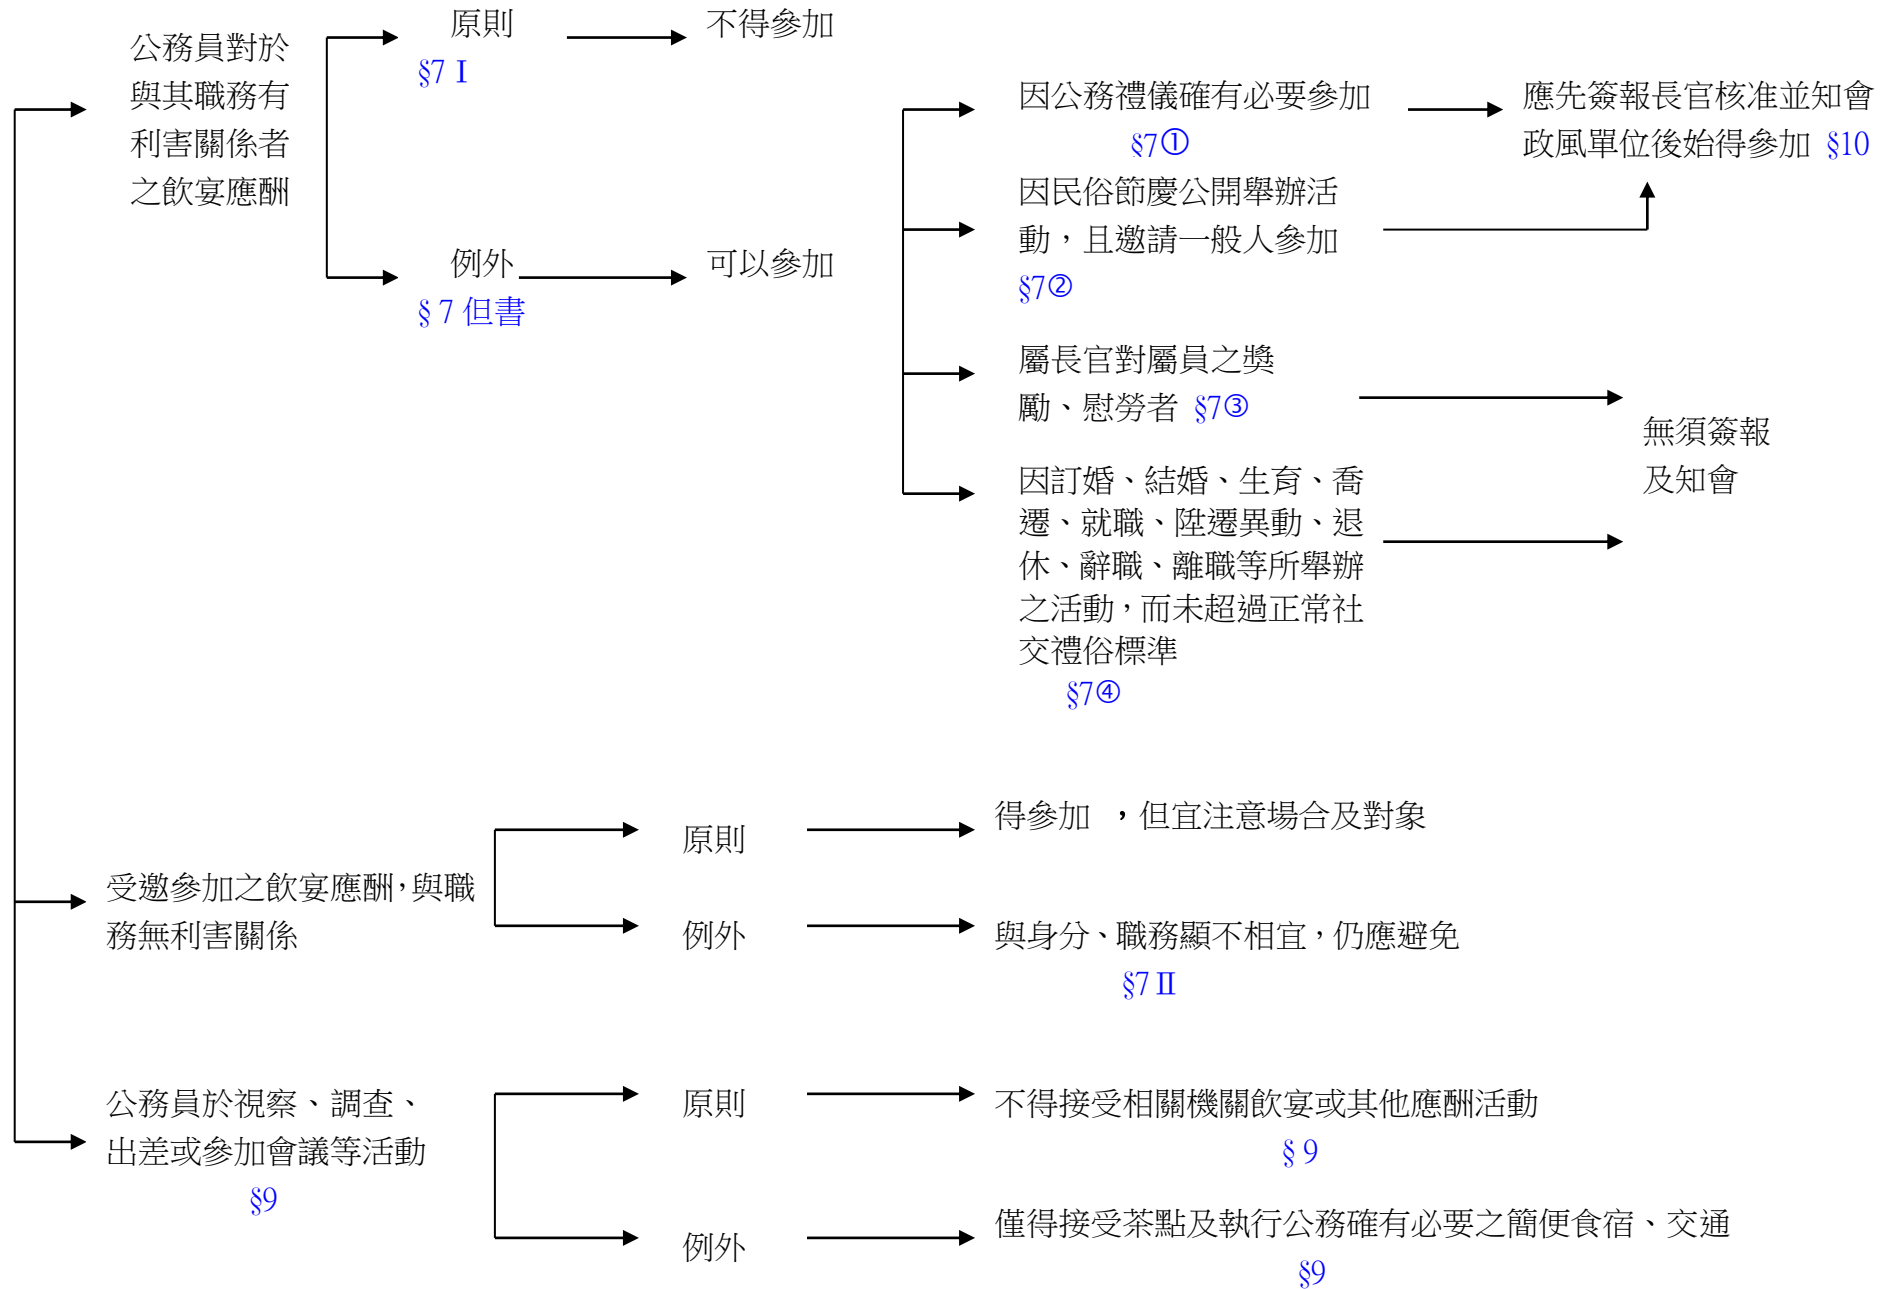 公務員對於
與其職務有
利害關係者
之飲宴應酬
原則
§7 I
不得參加
例外
§7 但書
可以參加
因公務禮儀確有必要參加
§7①
應先簽報長官核准並知會
政風單位後始得參加 §10
因民俗節慶公開舉辦活
動，且邀請一般人參加
§7②
屬長官對屬員之獎
勵、慰勞者 §7③
因訂婚、結婚、生育、喬
遷、就職、陞遷異動、退
休、辭職、離職等所舉辦
之活動，而未超過正常社
交禮俗標準
§7④
無須簽報
及知會
受邀參加之飲宴應酬，與職
務無利害關係
原則
得參加 ，但宜注意場合及對象
例外
與身分、職務顯不相宜，仍應避免
§7 II
公務員於視察、調查、
出差或參加會議等活動
§9
原則
不得接受相關機關飲宴或其他應酬活動
§ 9
例外
僅得接受茶點及執行公務確有必要之簡便食宿、交通
§9